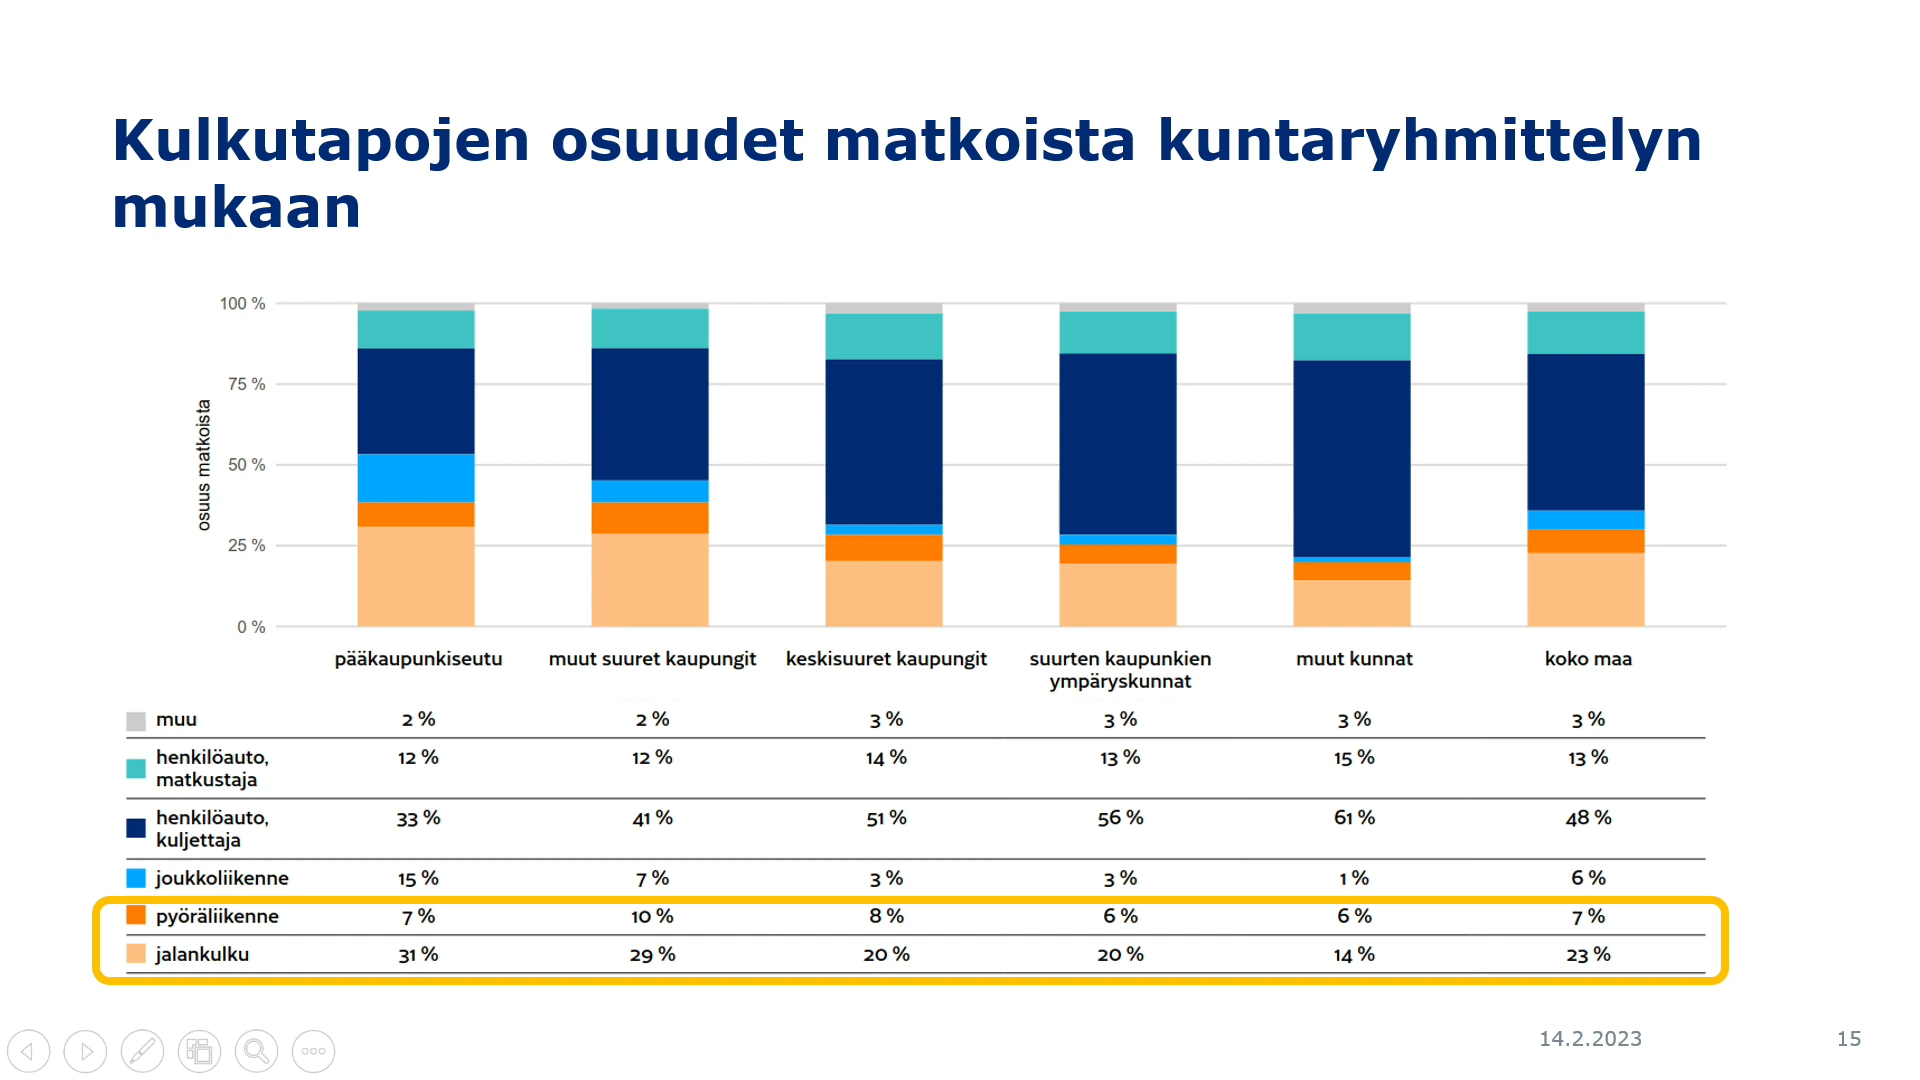 Kulkutapojen osuudet matkoista kuntaryhmittelyn
mukaan
osuus matkoista
100 %
75 %
50 %
25 %
0 %
pääkaupunkiseutu muut suuret kaupungit keskisuuret kaupungit suurten kaupunkien muut kunnat koko maa
ympäryskunnat
muu 2 % 2 % 3 % 3 % 3 % 3 %
henkilöauto, 12 % 12 % 14 % 13 % 15 % 13 %
matkustaja
henkilöauto, 33 % 41 % 51 % 56 % 61 % 48 %
kuljettaja
joukkoliikenne 15 % 7 % 3 % 3 % 1 % 6 %
pyöräliikenne 7 % 10 % 8 % 6 % 6 % 7 %
jalankulku 31 % 29 % 20 % 20 % 14 % 23 %
14.2.2023 15